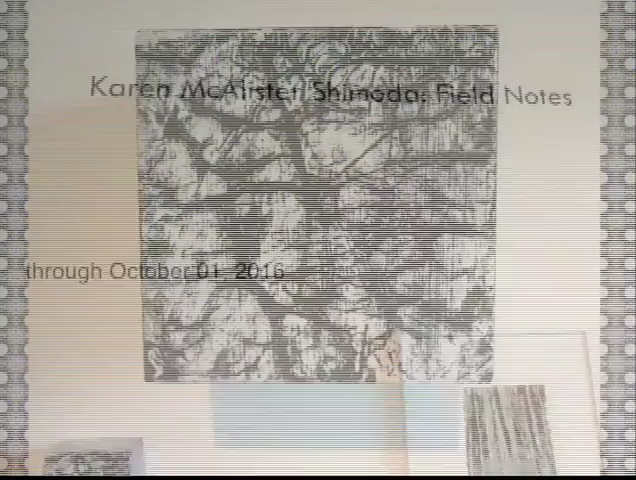 Karen McAlister Shimoda: Field Notes
through October 01, 2016